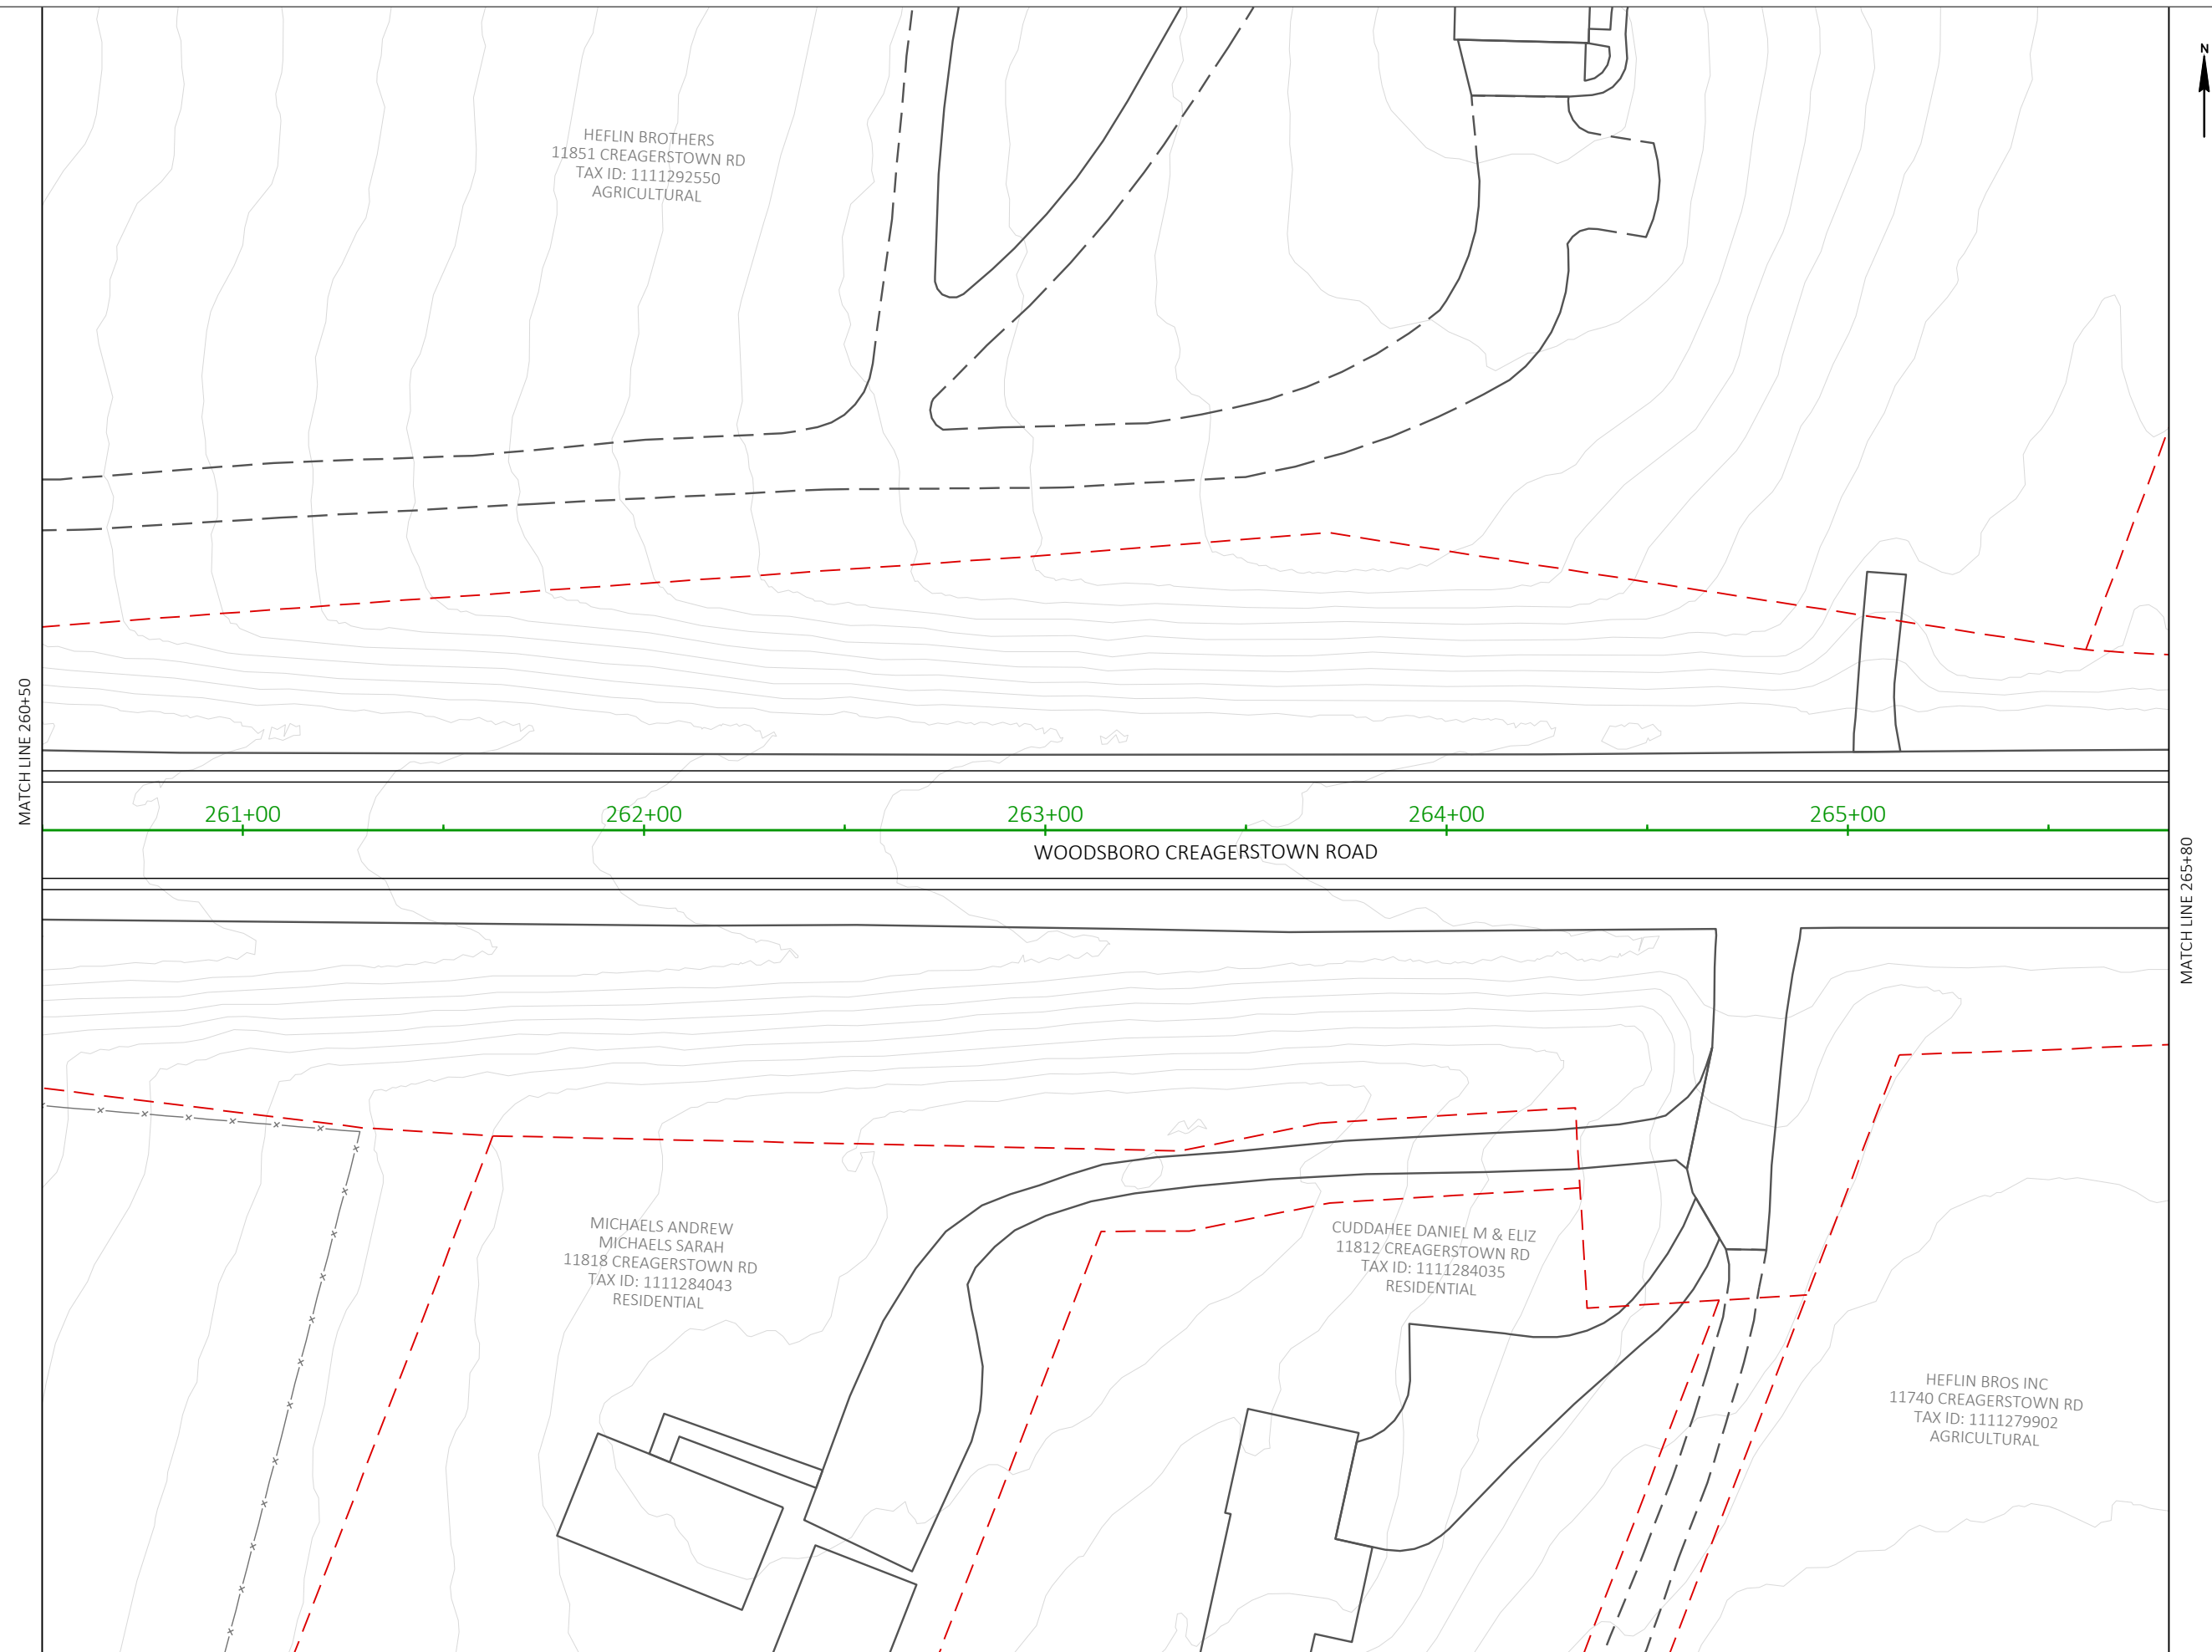 N
HEFLIN BROTHERS
11851 CREAGERSTOWN RD
TAX ID: 1111292550
AGRICULTURAL
MATCH LINE 260+50
261+00
262+00
263+00
264+00
265+00
WOODSBORO CREAGERSTOWN ROAD
MATCH LINE 265+80
MICHAELS ANDREW
MICHAELS SARAH
11818 CREAGERSTOWN RD
TAX ID: 1111284043
RESIDENTIAL
CUDDAHEE DANIEL M & ELIZ
11812 CREAGERSTOWN RD
TAX ID: 1111284035
RESIDENTIAL
HEFLIN BROS INC
11740 CREAGERSTOWN RD
TAX ID: 1111279902
AGRICULTURAL